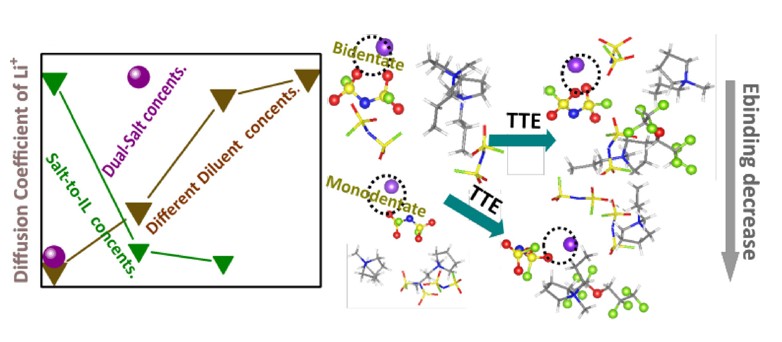 Diffusion Coefficient of Li+
Dual-Salt concents.
Salt-to-IL concents.
Different Diluent concents.
Bidentate
Monodentate
TTE
TTE
Ebinding decrease